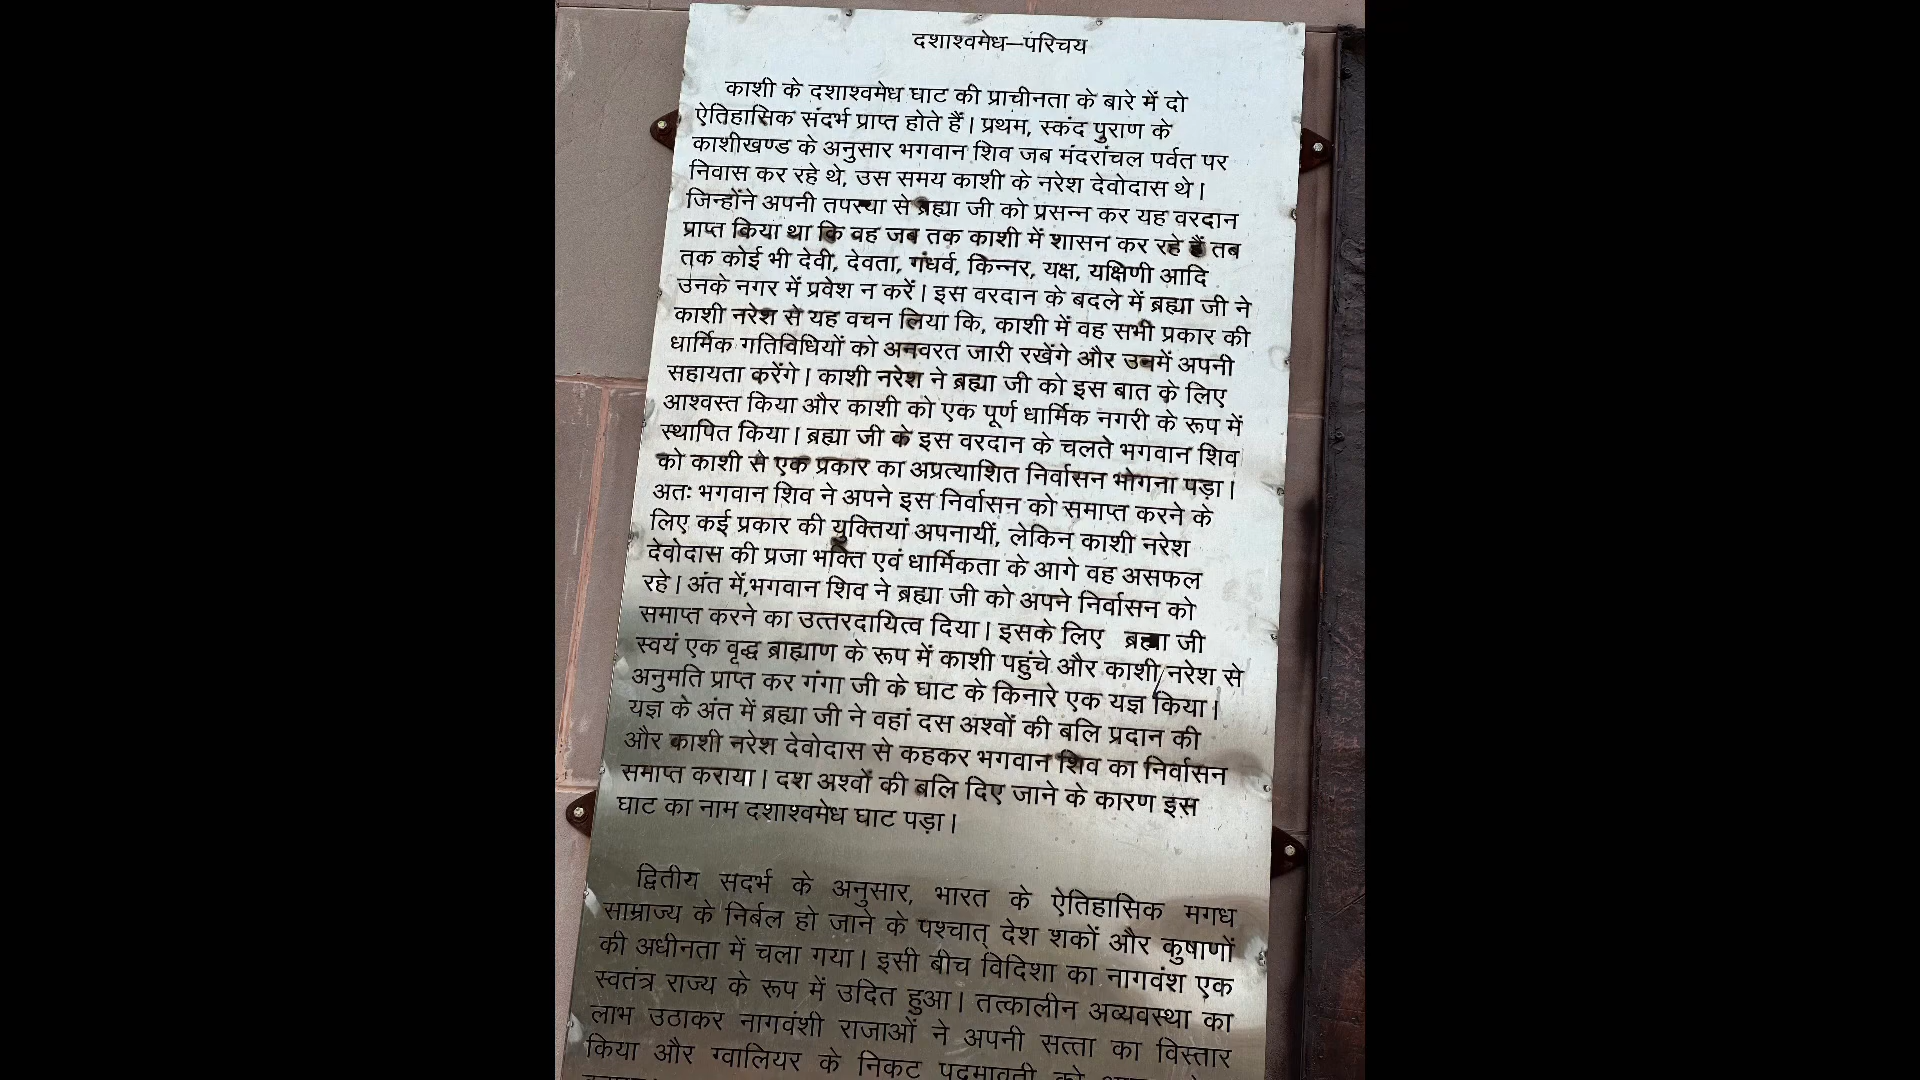 दशाश्वमेध–परिचय
काशी के दशाश्वमेध घाट की प्राचीनता के बारे में दो
ऐतिहासिक संदर्भ प्राप्त होते हैं। प्रथम, स्कंद पुराण के
काशीखण्ड के अनुसार भगवान शिव जब मंदरांचल पर्वत पर
निवास कर रहे थे, उस समय काशी के नरेश देवोदास थे।
जिन्होंने अपनी तपस्या से ब्रह्मा जी को प्रसन्न कर यह वरदान
प्राप्त किया था कि वह जब तक काशी में शासन कर रहे हैं तब
तक कोई भी देवी, देवता, गंधर्व, किन्नर, यक्ष, यक्षिणी आदि
उनके नगर में प्रवेश न करें। इस वरदान के बदले में ब्रह्मा जी ने
काशी नरेश से यह वचन लिया कि, काशी में वह सभी प्रकार की
धार्मिक गतिविधियों को अनवरत जारी रखेंगे और उनमें अपनी
सहायता करेंगे। काशी नरेश ने ब्रह्मा जी को इस बात के लिए
आश्वस्त किया और काशी को एक पूर्ण धार्मिक नगरी के रूप में
स्थापित किया। ब्रह्मा जी के इस वरदान के चलते भगवान शिव
को काशी से एक प्रकार का अप्रत्याशित निर्वासन भोगना पड़ा।
अतः भगवान शिव ने अपने इस निर्वासन को समाप्त करने के
लिए कई प्रकार की युक्तियां अपनायीं, लेकिन काशी नरेश
देवोदास की प्रजा भक्ति एवं धार्मिकता के आगे वह असफल
रहे। अंत में,भगवान शिव ने ब्रह्मा जी को अपने निर्वासन को
समाप्त करने का उत्तरदायित्व दिया। इसके लिए ब्रह्मा जी
स्वयं एक वृद्ध ब्राह्मण के रूप में काशी पहुंचे और काशी नरेश से
अनुमति प्राप्त कर गंगा जी के घाट के किनारे एक यज्ञ किया।
यज्ञ के अंत में ब्रह्मा जी ने वहां दस अश्वों की बलि प्रदान की
और काशी नरेश देवोदास से कहकर भगवान शिव का निर्वासन
समाप्त कराया। दश अश्वों की बलि दिए जाने के कारण इस
घाट का नाम दशाश्वमेध घाट पड़ा।
द्वितीय सदर्भ के अनुसार, भारत के ऐतिहासिक मगध
साम्राज्य के निर्बल हो जाने के पश्चात् देश शकों और कुषाणों
की अधीनता में चला गया। इसी बीच विदिशा का नागवंश एक
स्वतंत्र राज्य के रूप में उदित हुआ। तत्कालीन अव्यवस्था का
लाभ उठाकर नागवंशी राजाओं ने अपनी सत्ता का विस्तार
किया और ग्वालियर के निकट पदमावती को